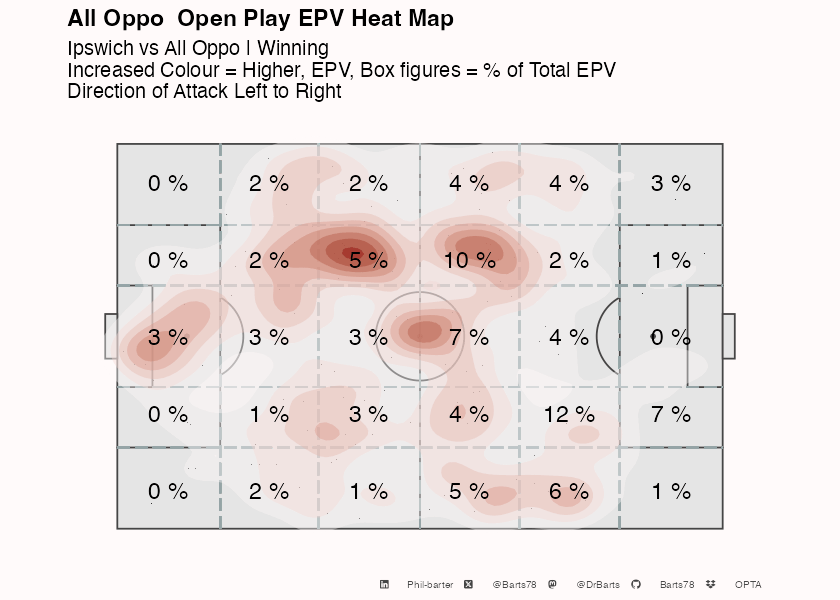 All Oppo  Open Play EPV Heat Map
Ipswich vs All Oppo | Winning
Increased Colour = Higher, EPV, Box figures = % of Total EPV
Direction of Attack Left to Right
0 % 2 % 2 % 4 % 4 % 3 %
0 % 2 % 5 % 10 % 2 % 1 %
3 % 3 % 3 % 7 % 4 % 0 %
0 % 1 % 3 % 4 % 12 % 7 %
0 % 2 % 1 % 5 % 6 % 1 %
Phil-barter @Barts78 @DrBarts Barts78 OPTA